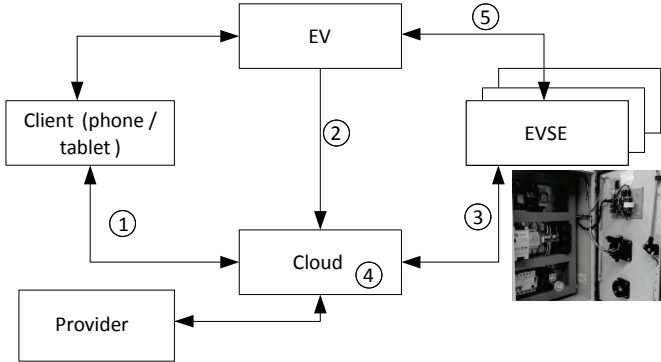 EV
⑤
Client (phone /
tablet )
②
EVSE
①
③
Cloud
④
Provider